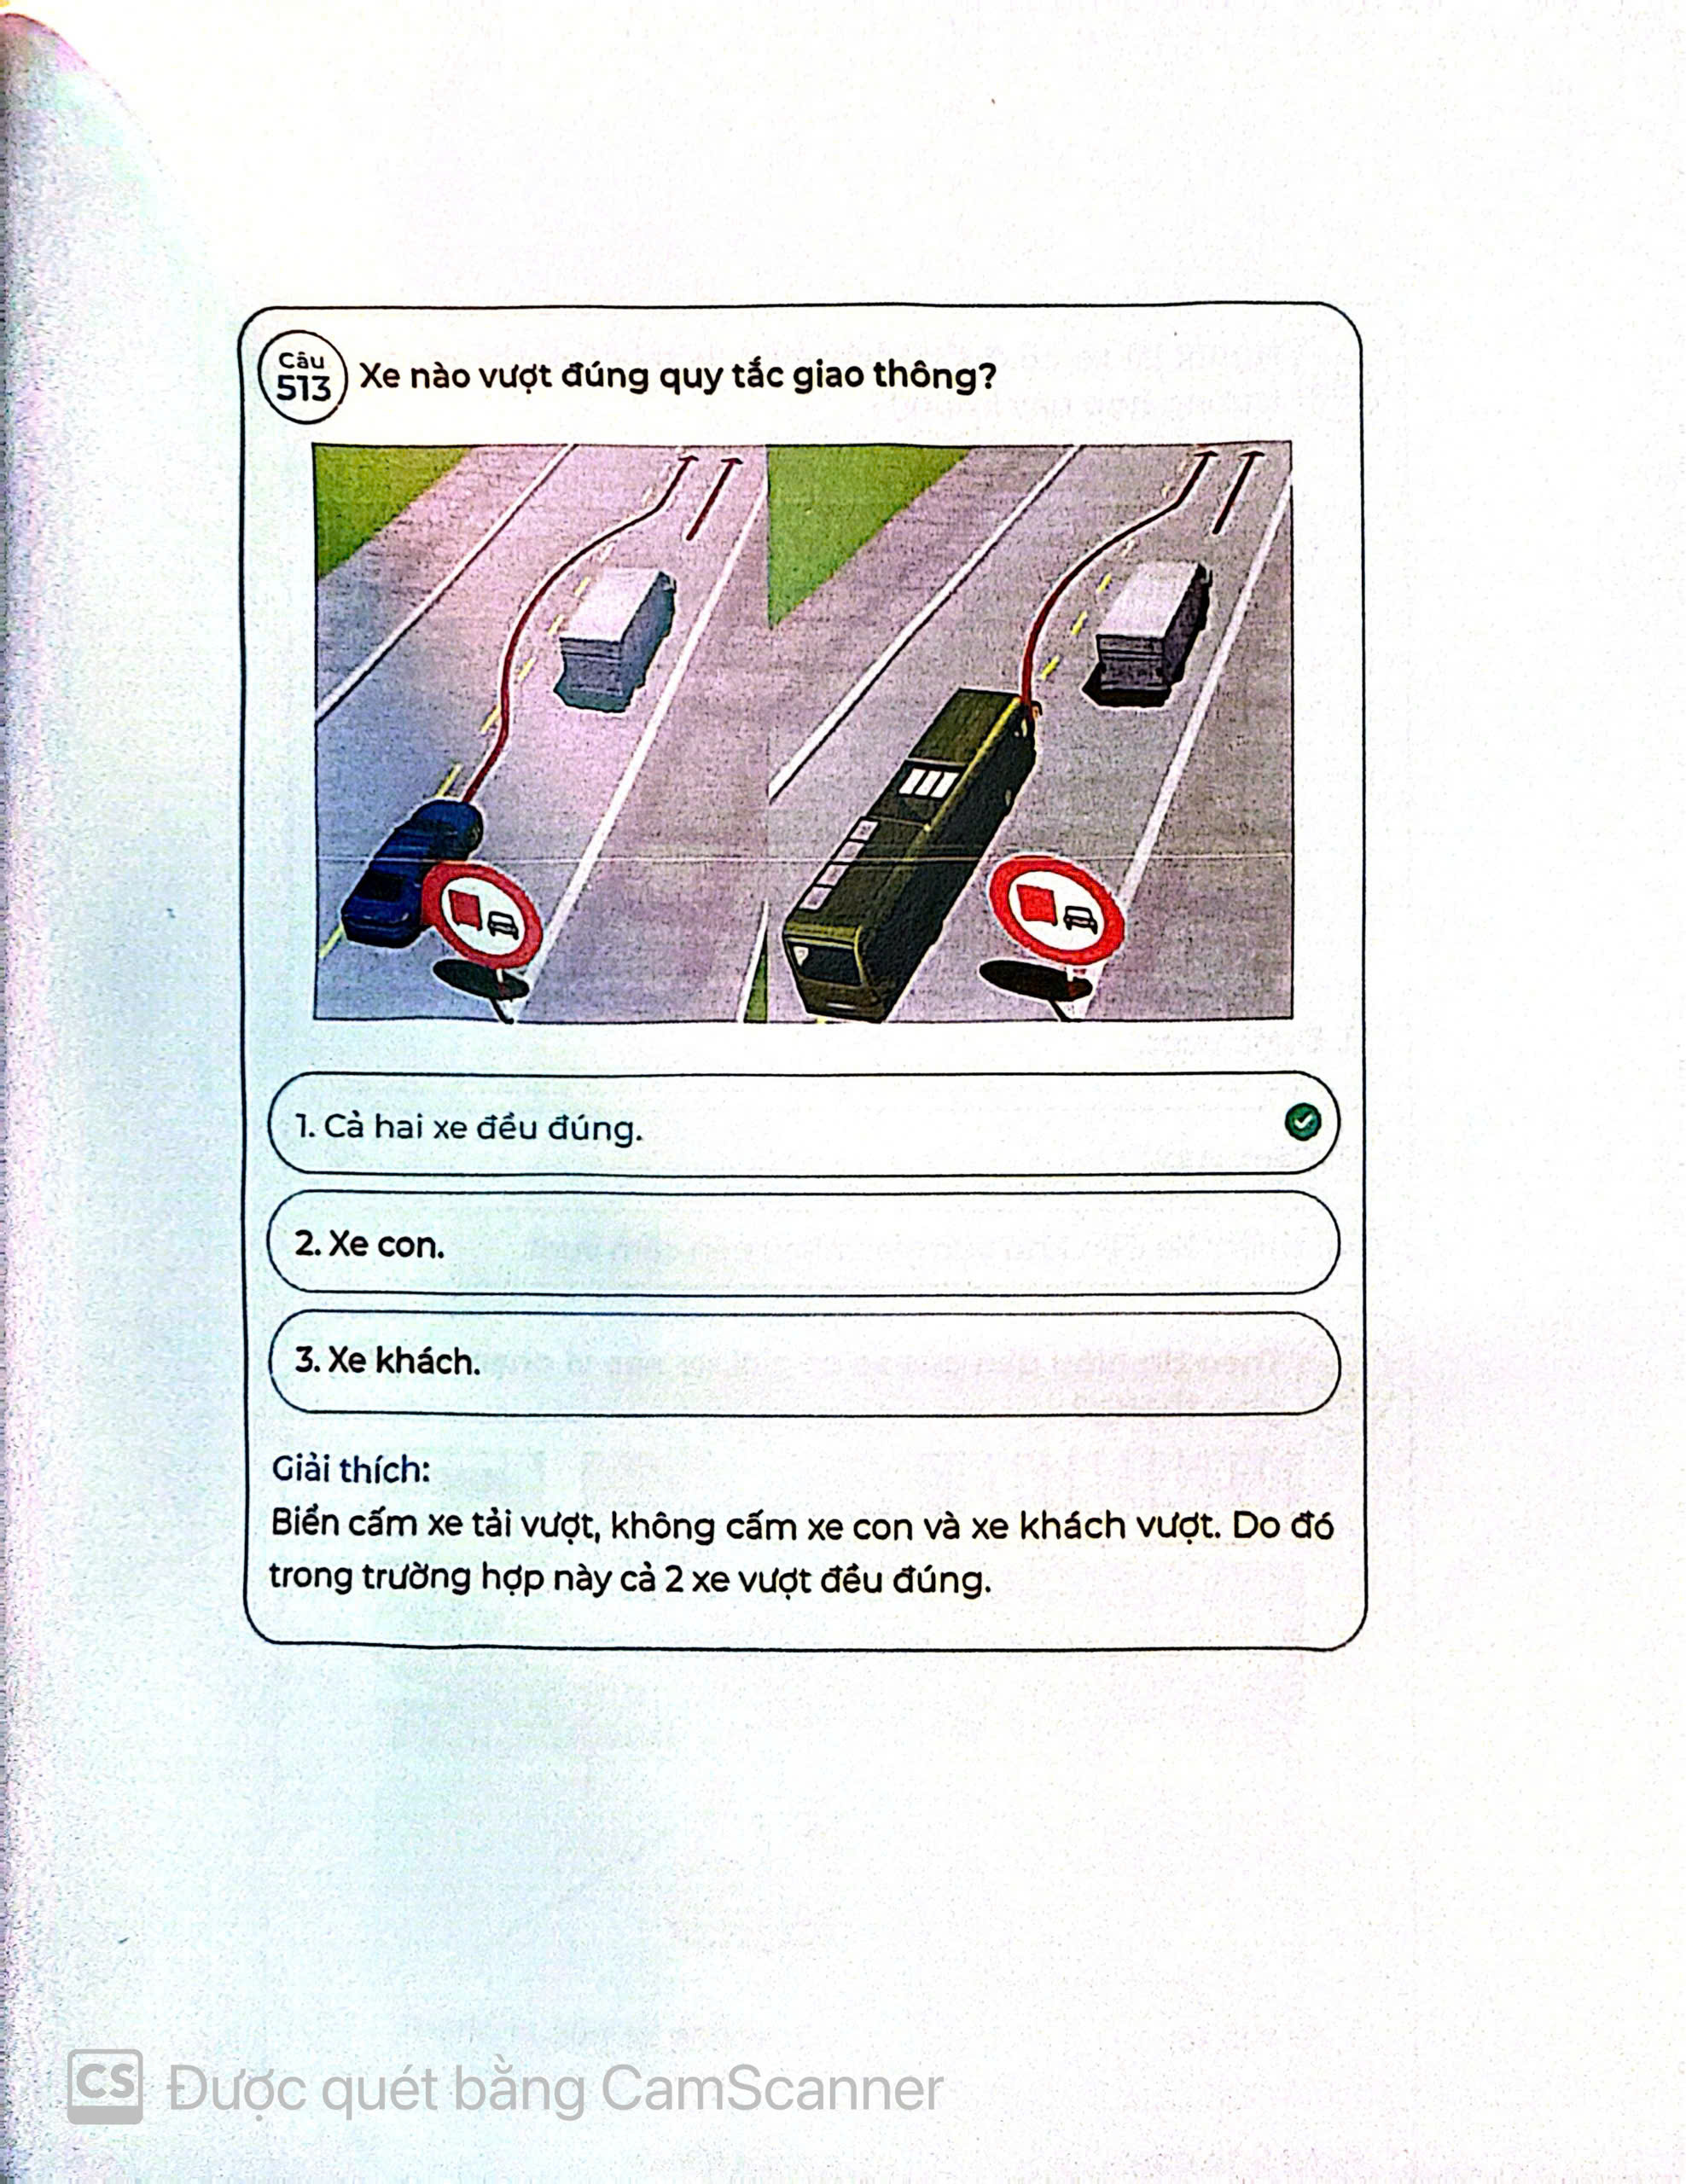 Câu
513
Xe nào vượt đúng quy tắc giao thông?
1. Cả hai xe đều đúng.
2. Xe con.
3. Xe khách.
Giải thích:
Biển cấm xe tải vượt, không cấm xe con và xe khách vượt. Do đó
trong trường hợp này cả 2 xe vượt đều đúng.
CS Được quét bằng CamScanner